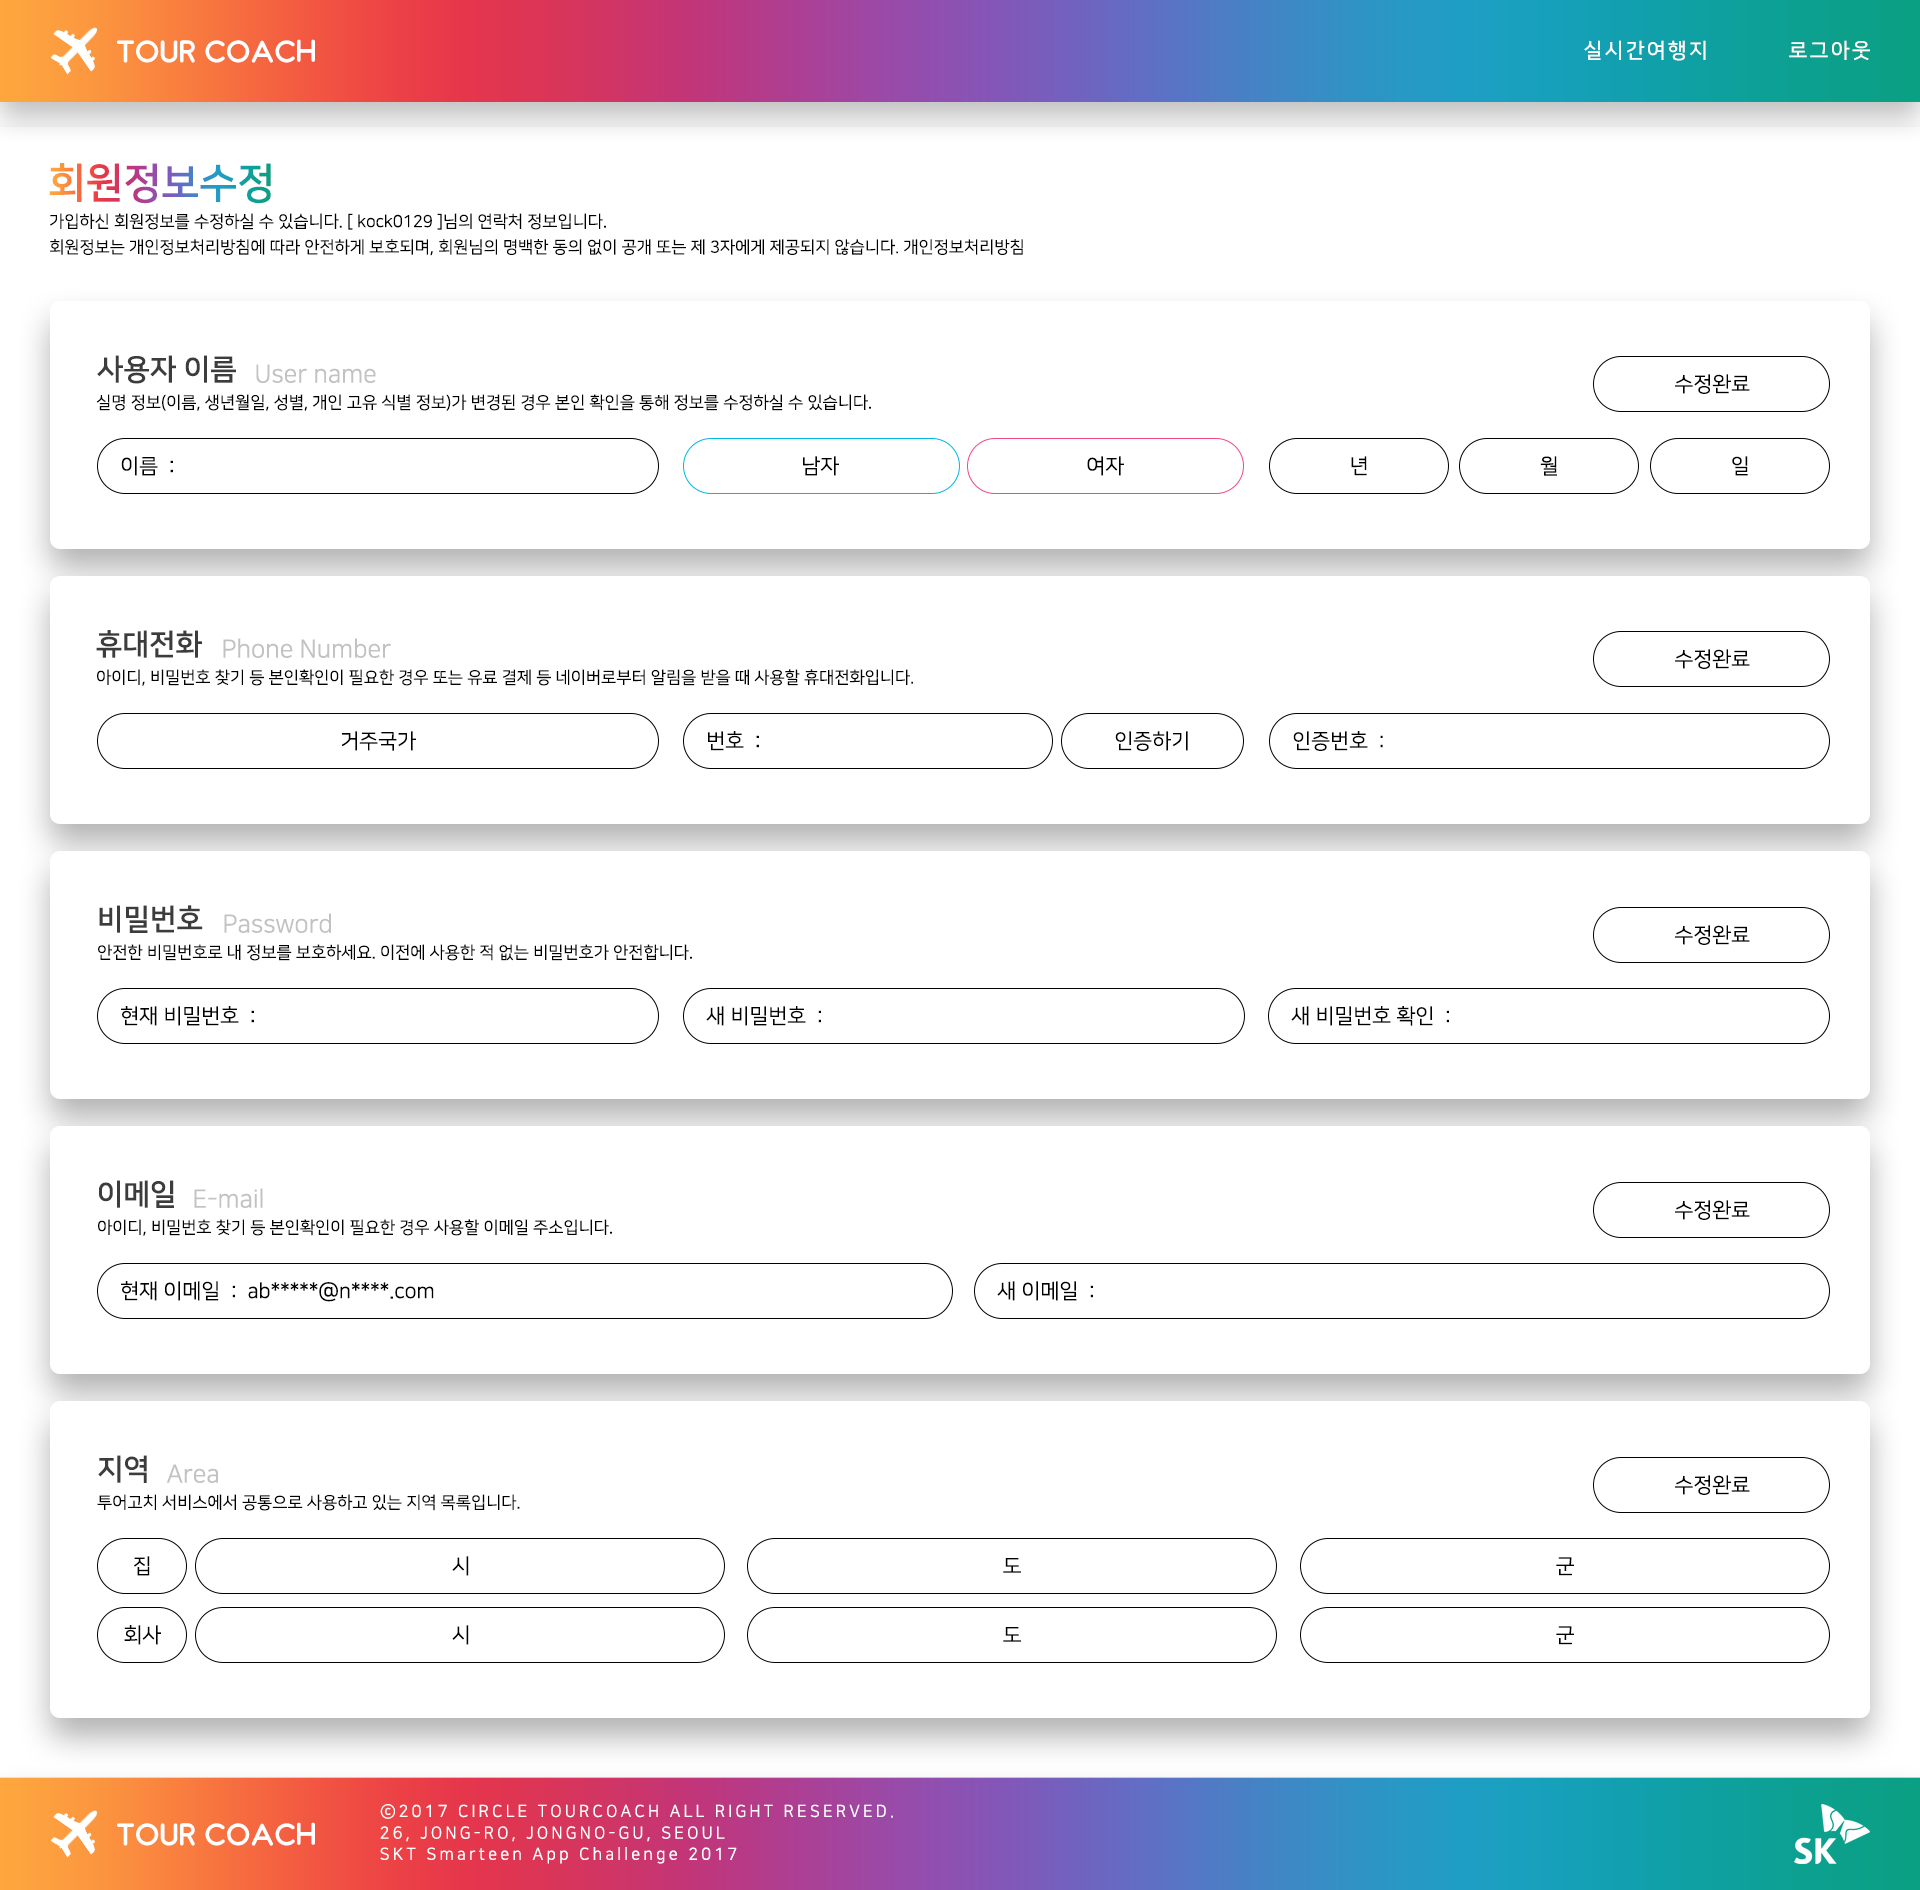 TOUR COACH 실시간여행지 로그아웃
회원정보수정
가입하신 회원정보를 수정하실 수 있습니다. [ kock0129 ]님의 연락처 정보입니다.
회원정보는 개인정보처리방침에 따라 안전하게 보호되며, 회원님의 명백한 동의 없이 공개 또는 제 3자에게 제공되지 않습니다. 개인정보처리방침
사용자 이름 User name
실명 정보(이름, 생년월일, 성별, 개인 고유 식별 정보)가 변경된 경우 본인 확인을 통해 정보를 수정하실 수 있습니다.
수정완료
이름 : 남자 여자 년 월 일
휴대전화 Phone Number
아이디, 비밀번호 찾기 등 본인확인이 필요한 경우 또는 유료 결제 등 네이버로부터 알림을 받을 때 사용할 휴대전화입니다.
수정완료
거주국가 번호 : 인증하기 인증번호 :
비밀번호 Password
안전한 비밀번호로 내 정보를 보호하세요. 이전에 사용한 적 없는 비밀번호가 안전합니다.
수정완료
현재 비밀번호 : 새 비밀번호 : 새 비밀번호 확인 :
이메일 E-mail
아이디, 비밀번호 찾기 등 본인확인이 필요한 경우 사용할 이메일 주소입니다.
수정완료
현재 이메일 : ab*****@n****.com 새 이메일 :
지역 Area
투어고치 서비스에서 공통으로 사용하고 있는 지역 목록입니다.
수정완료
집 시 도 군
회사 시 도 군
TOUR COACH
©2017 CIRCLE TOURCOACH ALL RIGHT RESERVED.
26, JONG-RO, JONGNO-GU, SEOUL
SKT Smarteen App Challenge 2017
SK